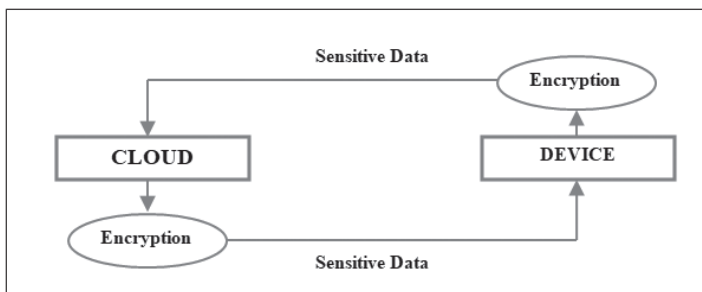 Sensitive Data
Encryption
CLOUD
DEVICE
Encryption
Sensitive Data